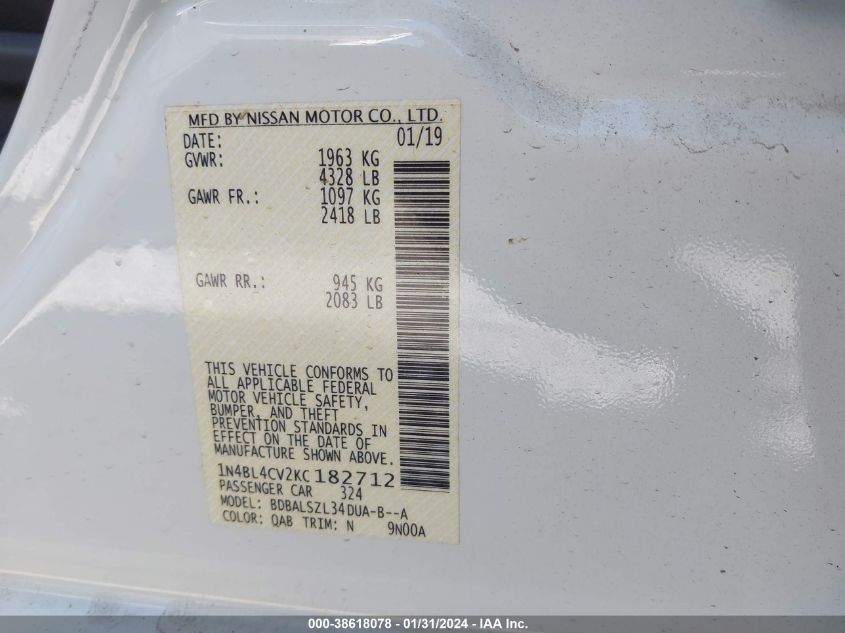 MFD BY NISSAN MOTOR CO., LTD.
DATE: 01/19
GVWR: 1963 KG
4328 LB
GAWR FR.: 1097 KG
2418 LB
GAWR RR.: 945 KG
2083 LB
THIS VEHICLE CONFORMS TO
ALL APPLICABLE FEDERAL
MOTOR VEHICLE SAFETY,
BUMPER, AND THEFT
PREVENTION STANDARDS IN
EFFECT ON THE DATE OF
MANUFACTURE SHOWN ABOVE.
1N4BL4CV2KC182712
PASSENGER CAR 324
MODEL: BDBALSZL34DUA-B--A
COLOR: QAB TRIM: N 9N00A
000-38618078 - 01/31/2024 - IAA Inc.